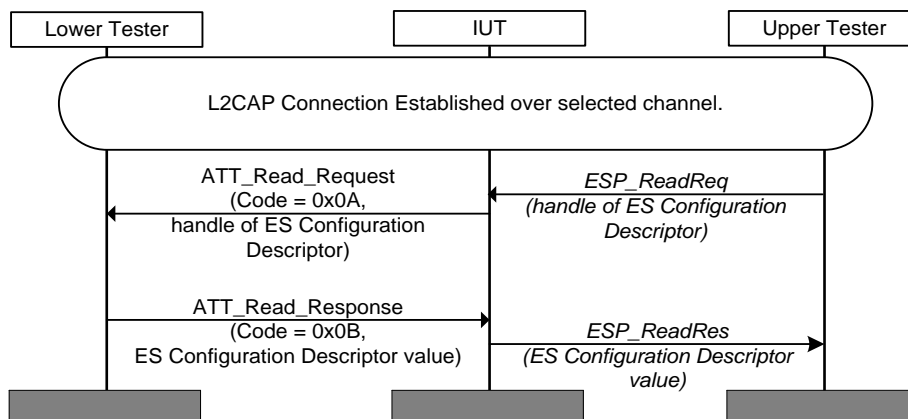 Lower Tester
IUT
Upper Tester
L2CAP Connection Established over selected channel.
ATT_Read_Request
(Code = 0x0A,
handle of ES Configuration
Descriptor)
ESP_ReadReq
(handle of ES Configuration
Descriptor)
ATT_Read_Response
(Code = 0x0B,
ES Configuration Descriptor value)
ESP_ReadRes
(ES Configuration Descriptor
value)